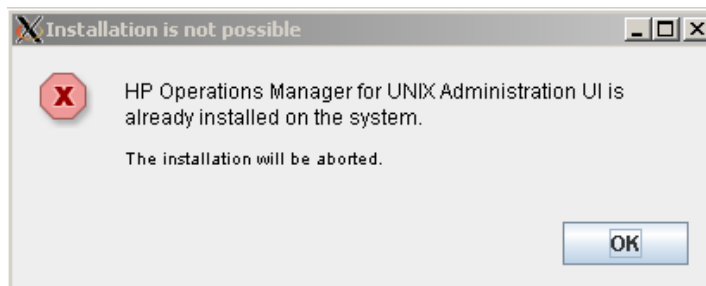 Installation is not possible
HP Operations Manager for UNIX Administration UI is
already installed on the system.
The installation will be aborted.
OK